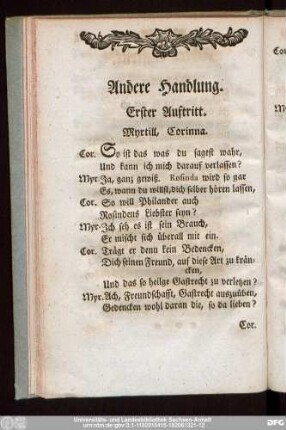 Andere Handlung.
Erster Auftritt.
Myrtill, Corinna.
Cor. So ist das was du sagest wahr,
Und kann ich mich darauf verlassen?
Myr. Ja, ganz gewiß. Rosinda wird so gar
Es, wann du willst, dich selber hören lassen,
Cor. So will Philander auch
Rosindens Liebster seyn?
Myr. Ich seh es ist sein Brauch,
Er mischt sich überall mit ein.
Cor. Trägt er denn kein Bedencken,
Dich seinen Freund, auf diese Art zu krän-
cken,
Und das so heilge Gastrecht zu verletzen?
Myr. Ach, Freundschafft, Gastrecht auszuüben,
Gedencken wohl daran die, so da lieben?
Cor.
Universitäts- und Landesbibliothek Sachsen-Anhalt
urn:nbn:de:gbv:3:1-1192015415-192061321-12
DFG